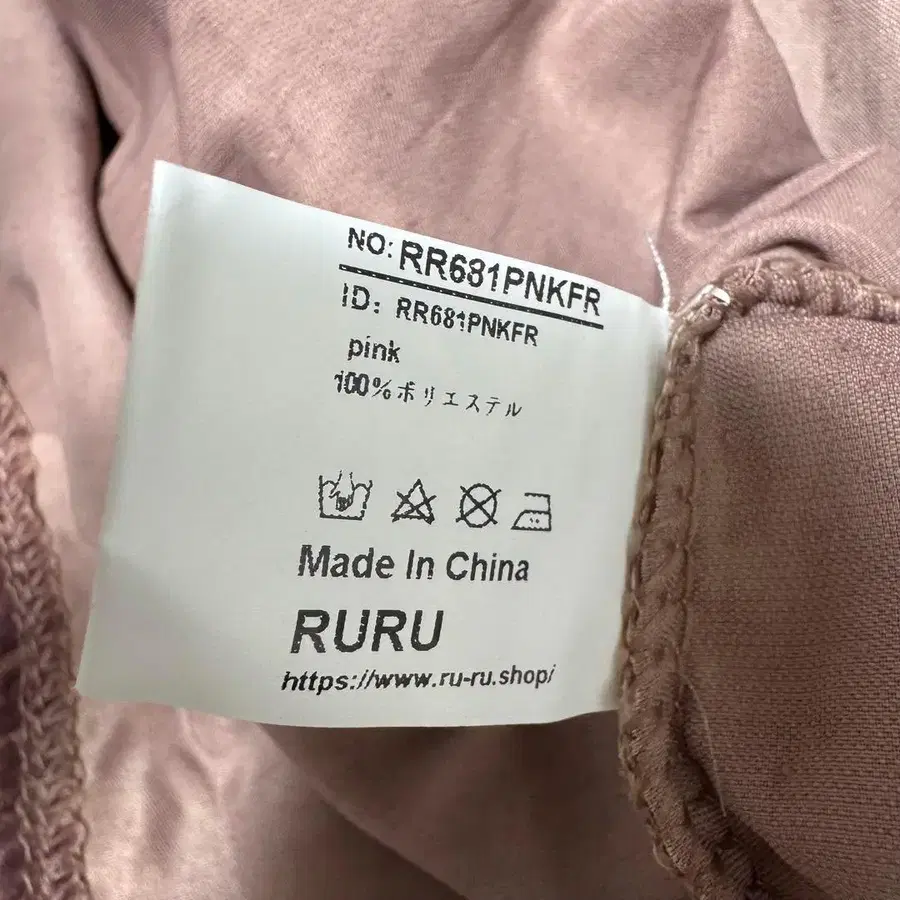 NO: RR681PNKFR
ID: RR681PNKFR
pink
100%ポリエステル
Made In China
RURU
https://www.ru-ru.shop/